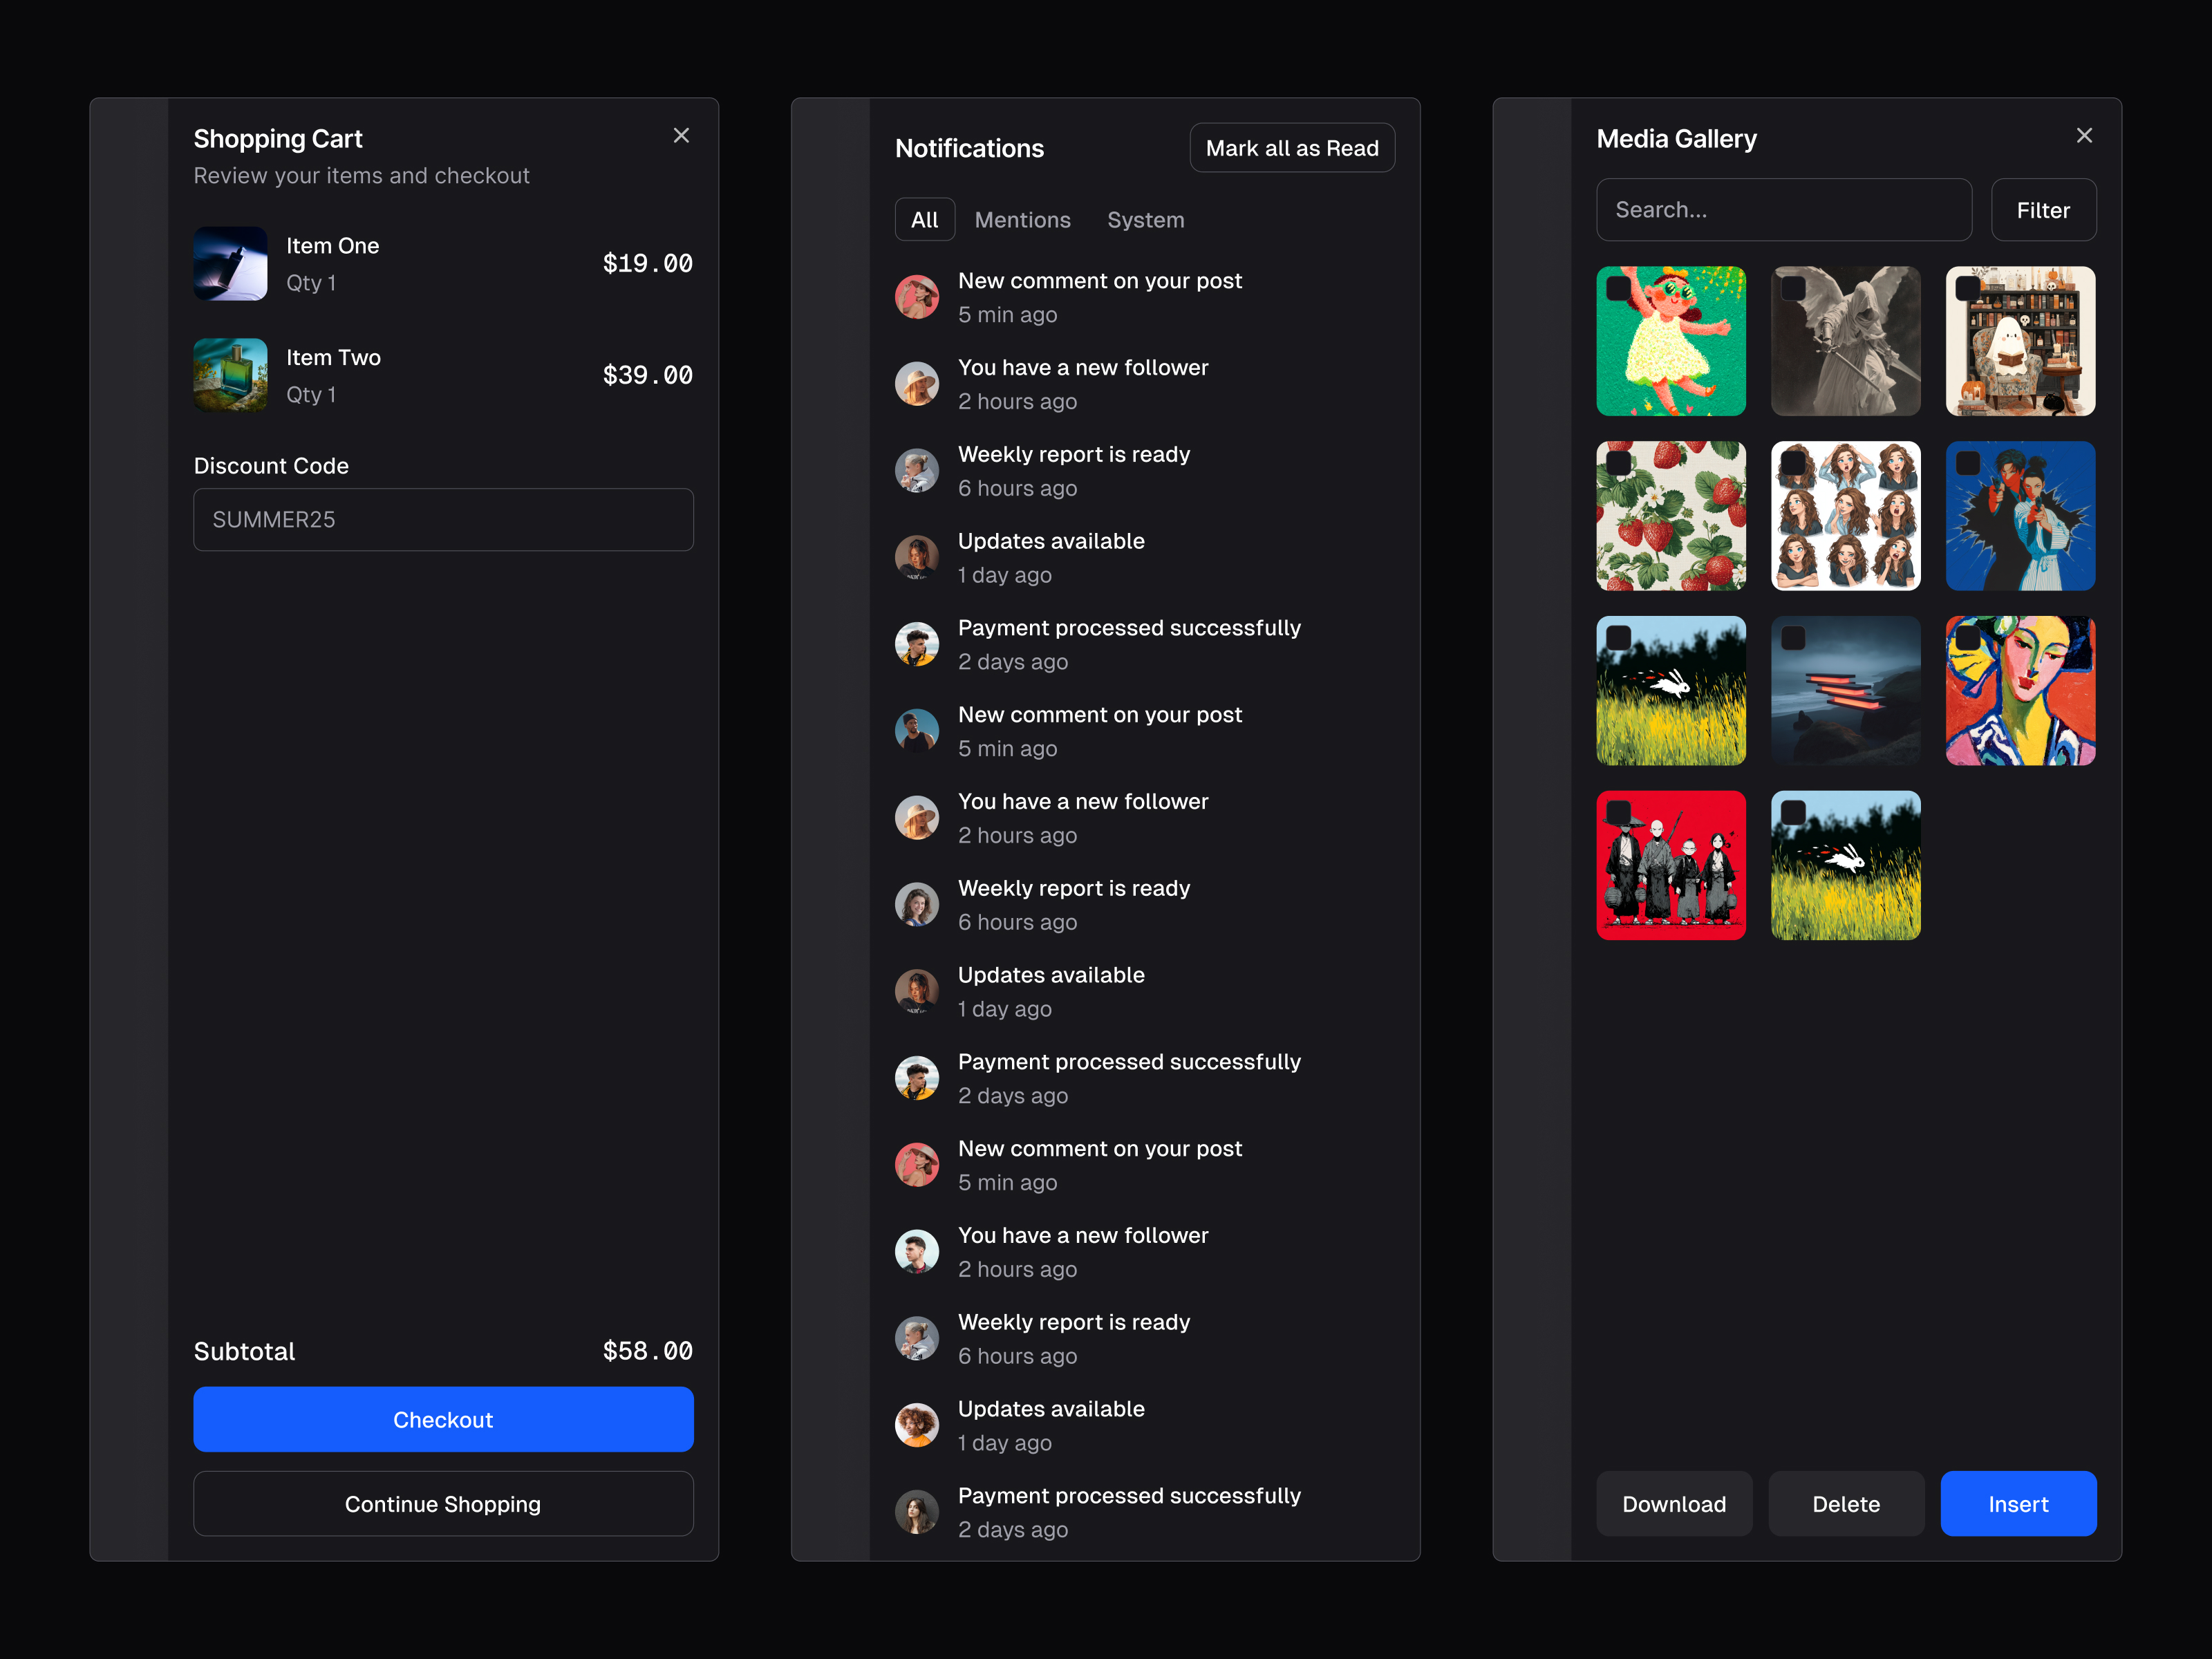 Shopping Cart
Review your items and checkout
Item One
Qty 1
$19.00
Item Two
Qty 1
$39.00
Discount Code
SUMMER25
Subtotal
$58.00
Checkout
Continue Shopping
Notifications
Mark all as Read
All
Mentions
System
New comment on your post
5 min ago
You have a new follower
2 hours ago
Weekly report is ready
6 hours ago
Updates available
1 day ago
Payment processed successfully
2 days ago
New comment on your post
5 min ago
You have a new follower
2 hours ago
Weekly report is ready
6 hours ago
Updates available
1 day ago
Payment processed successfully
2 days ago
New comment on your post
5 min ago
You have a new follower
2 hours ago
Weekly report is ready
6 hours ago
Updates available
1 day ago
Payment processed successfully
2 days ago
Media Gallery
Search...
Filter
Download
Delete
Insert